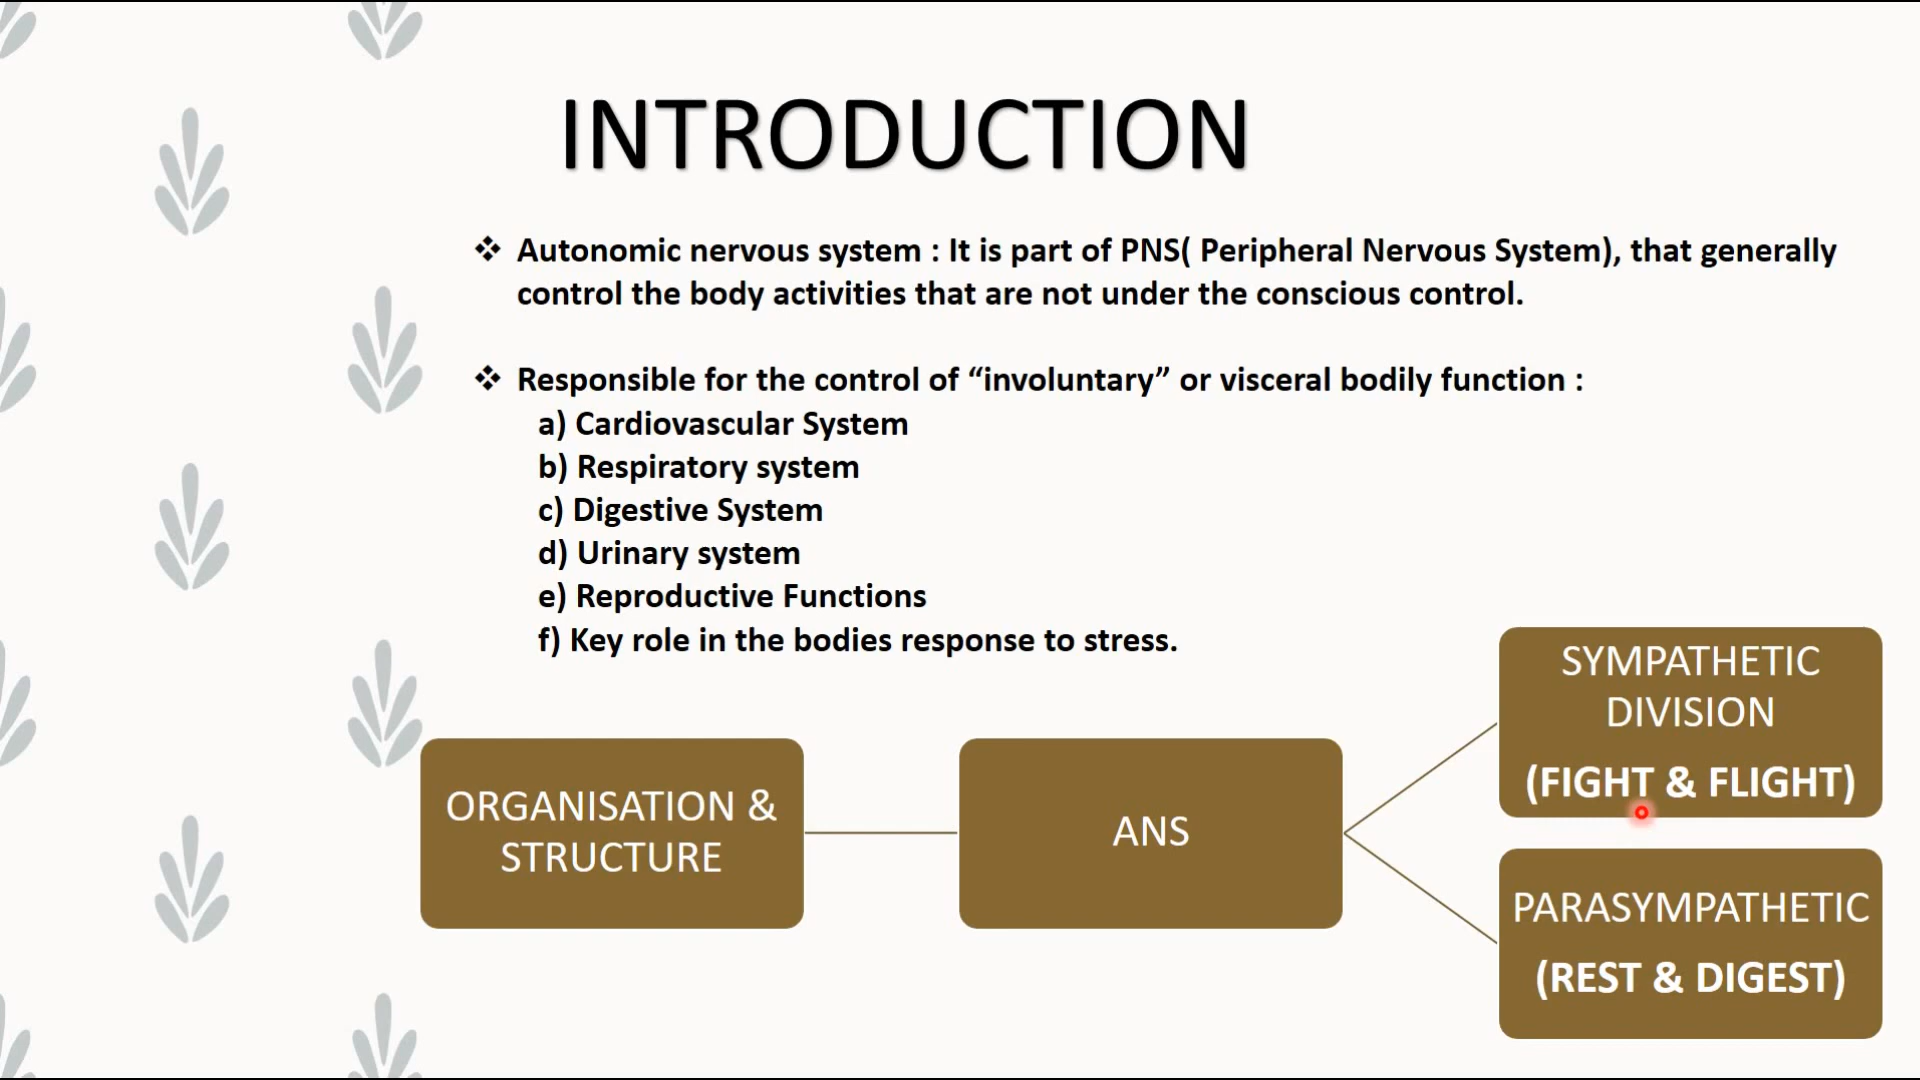 INTRODUCTION
❖ Autonomic nervous system : It is part of PNS( Peripheral Nervous System), that generally
control the body activities that are not under the conscious control.
❖ Responsible for the control of “involuntary” or visceral bodily function :
a) Cardiovascular System
b) Respiratory system
c) Digestive System
d) Urinary system
e) Reproductive Functions
f) Key role in the bodies response to stress.
ORGANISATION &
STRUCTURE
ANS
SYMPATHETIC
DIVISION
(FIGHT & FLIGHT)
PARASYMPATHETIC
(REST & DIGEST)